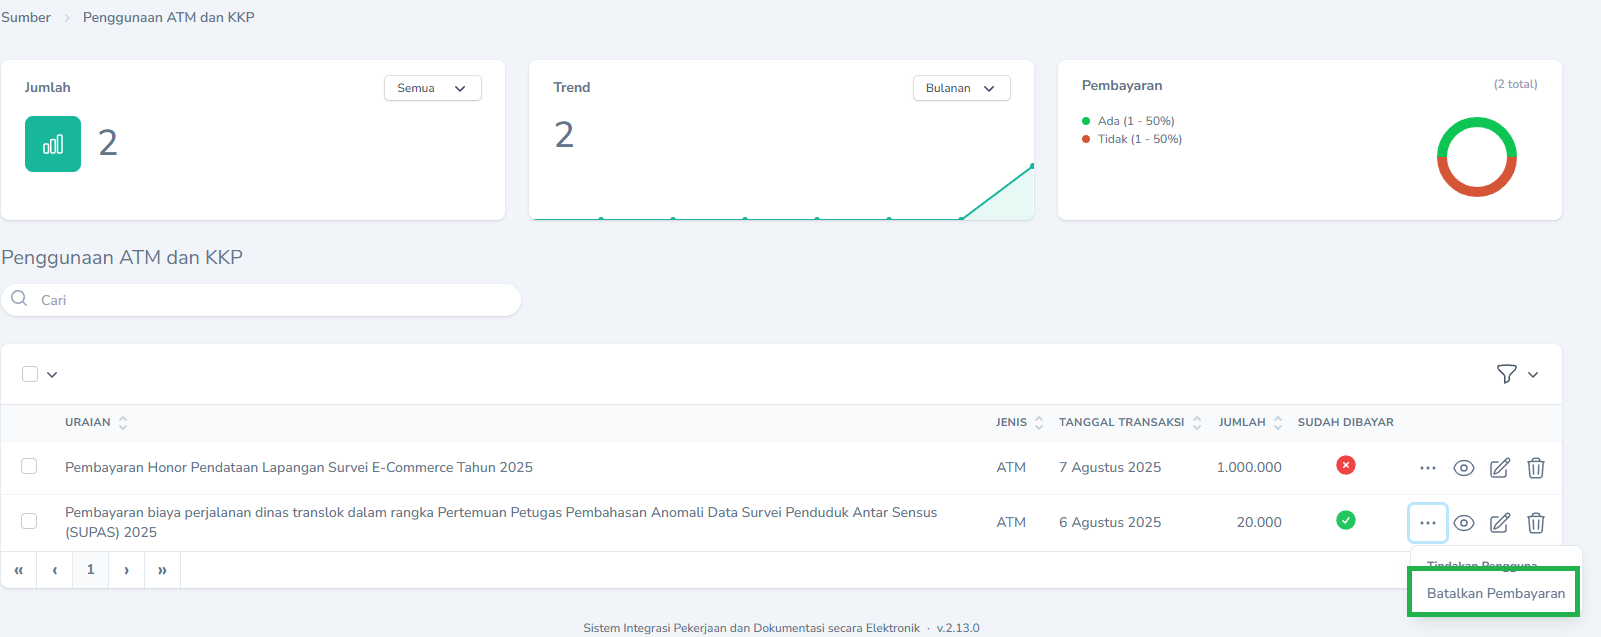 Sumber > Penggunaan ATM dan KKP
Jumlah
Semua
2
Trend
Bulanan
2
Pembayaran
(2 total)
Ada (1 - 50%)
Tidak (1 - 50%)
Penggunaan ATM dan KKP
Cari
URAIAN JENIS TANGGAL TRANSAKSI JUMLAH SUDAH DIBAYAR
Pembayaran Honor Pendataan Lapangan Survei E-Commerce Tahun 2025 ATM 7 Agustus 2025 1.000.000
Pembayaran biaya perjalanan dinas translok dalam rangka Pertemuan Petugas Pembahasan Anomali Data Survei Penduduk Antar Sensus
(SUPAS) 2025 ATM 6 Agustus 2025 20.000
« ‹ 1 › »
Tindakan Pengguna
Batalkan Pembayaran
Sistem Integrasi Pekerjaan dan Dokumentasi secara Elektronik · v.2.13.0